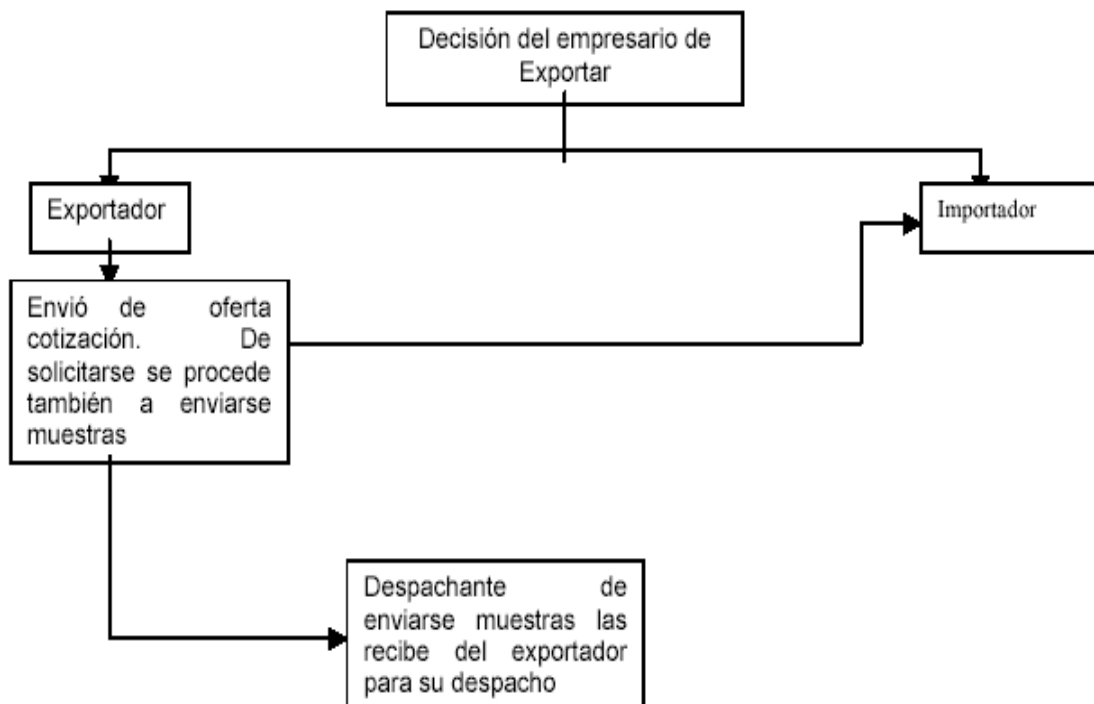 Decisión del empresario de
Exportar
Exportador
Importador
Envió de oferta
cotización. De
solicitarse se procede
también a enviarse
muestras
Despachante de
enviarse muestras las
recibe del exportador
para su despacho